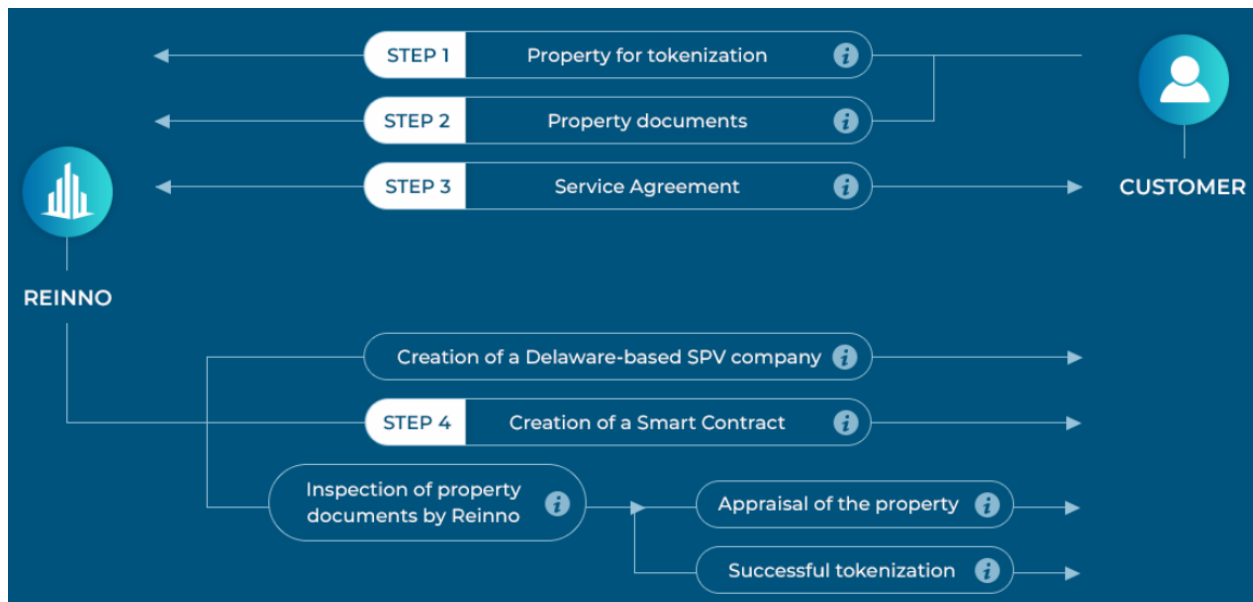 STEP 1 Property for tokenization i
STEP 2 Property documents i
STEP 3 Service Agreement i
CUSTOMER
REINNO
Creation of a Delaware-based SPV company i
STEP 4 Creation of a Smart Contract i
Inspection of property
documents by Reinno i
Appraisal of the property i
Successful tokenization i